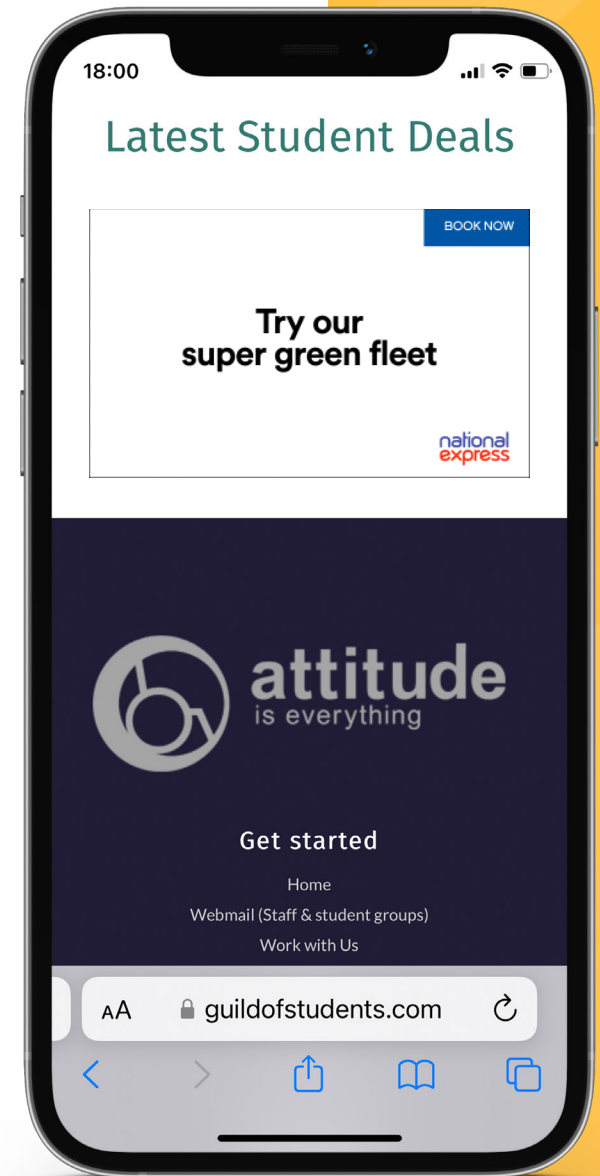 18:00
Latest Student Deals
BOOK NOW
Try our
super green fleet
national
express
attitude
is everything
Get started
Home
Webmail (Staff & student groups)
Work with Us
AA
guildofstudents.com